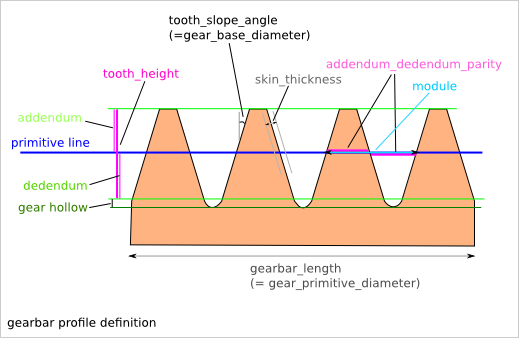 tooth_slope_angle
(=gear_base_diameter)
addendum_dedendum_parity
tooth_height
skin_thickness
module
addendum
primitive line
dedendum
gear hollow
gearbar_length
(= gear_primitive_diameter)
gearbar profile definition